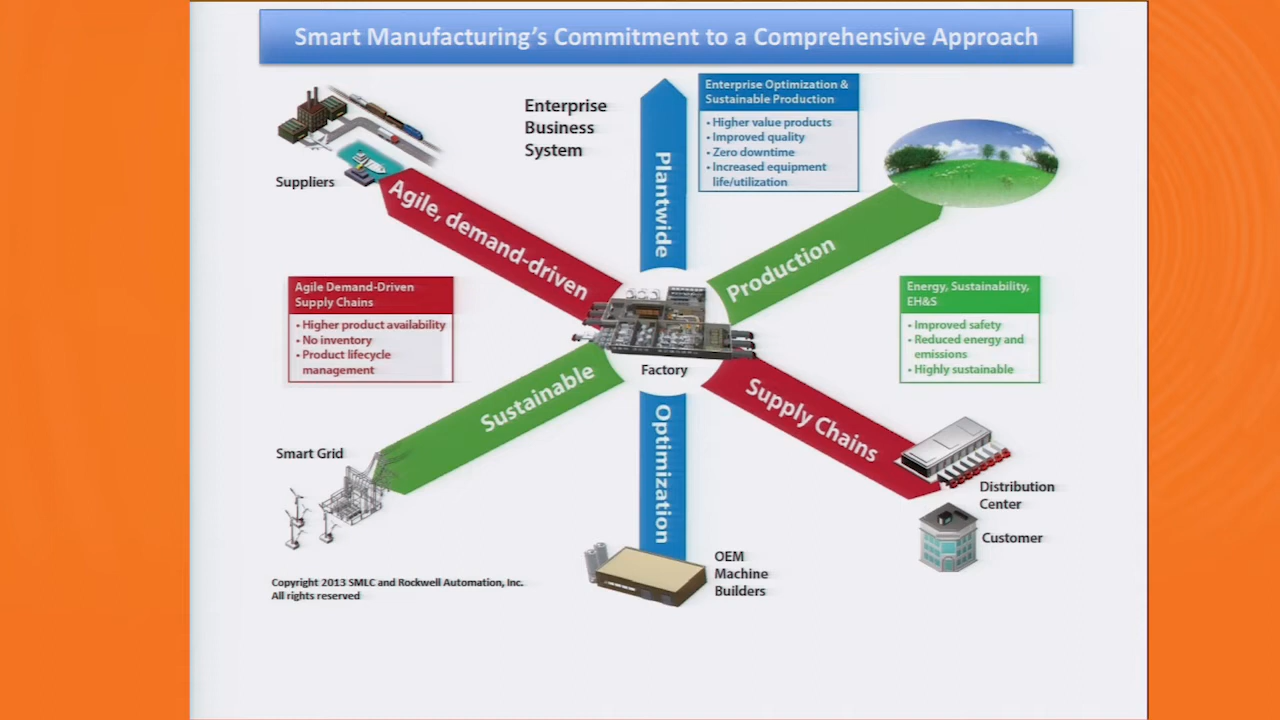 Smart Manufacturing's Commitment to a Comprehensive Approach
Enterprise
Business
System
Plantwide
Enterprise Optimization &
Sustainable Production
• Higher value products
• Improved quality
• Zero downtime
• Increased equipment
life/utilization
Suppliers
Agile, demand-driven
Production
Agile Demand-Driven
Supply Chains
• Higher product availability
• No inventory
• Product lifecycle
management
Energy, Sustainability,
EH&S
• Improved safety
• Reduced energy and
emissions
• Highly sustainable
Factory
Sustainable
Supply Chains
Optimization
Smart Grid
Distribution
Center
Customer
OEM
Machine
Builders
Copyright 2013 SMLC and Rockwell Automation, Inc.
All rights reserved